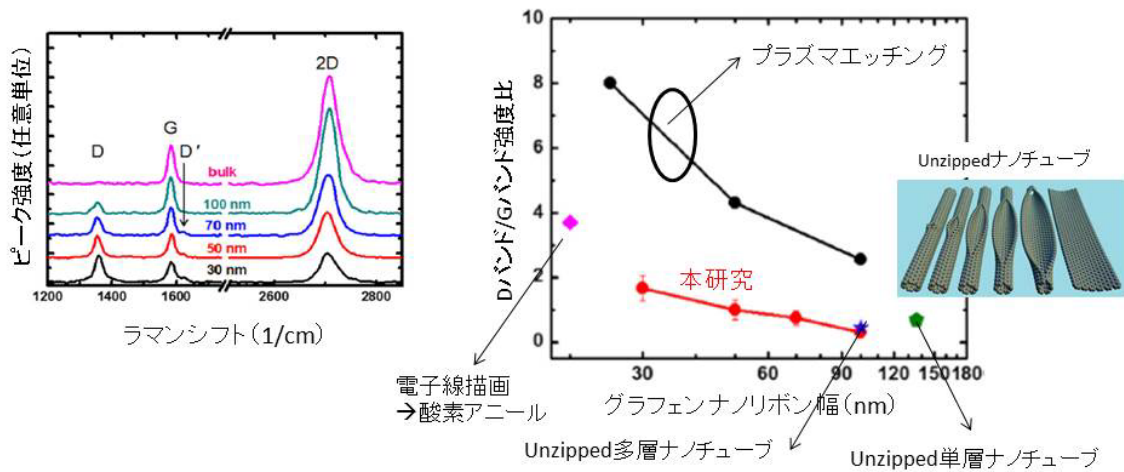 ピーク強度(任意単位)
2D
G
D
D′
bulk
100 nm
70 nm
50 nm
30 nm
1200
1400
1600
2600
2800
ラマンシフト(1/cm)
Dバンド/Gバンド強度比
8
6
4
2
0
プラズマエッチング
本研究
30
60
90
120
150
180
グラフェンナノリボン幅(nm)
電子線描画
→酸素アニール
Unzipped多層ナノチューブ
Unzipped単層ナノチューブ
Unzippedナノチューブ